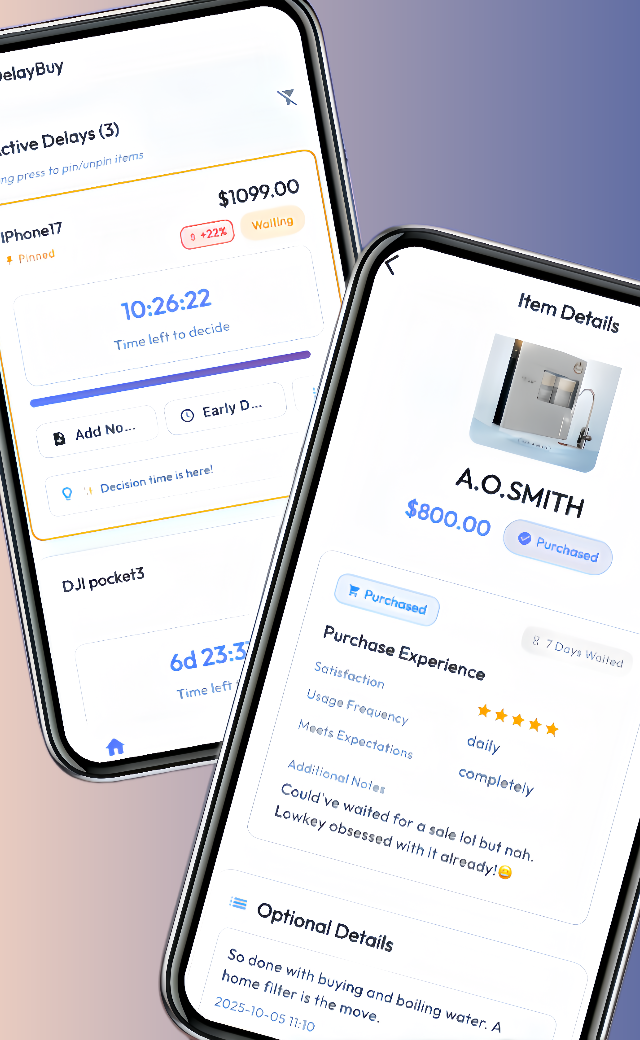 DelayBuy
Active Delays (3)
ng press to pin/unpin items
iPhone17
$1099.00
Pinned
+22%
Waiting
10:26:22
Time left to decide
Add No...
Early D...
Decision time is here!
DJI pocket3
6d 23:3
Time left
Item Details
A.O.SMITH
$800.00
Purchased
Purchased
7 Days Waited
Purchase Experience
Satisfaction
Usage Frequency
daily
Meets Expectations
completely
Additional Notes
Could've waited for a sale lol but nah.
Lowkey obsessed with it already!😄
Optional Details
So done with buying and boiling water. A
home filter is the move.
2025-10-05 11:10